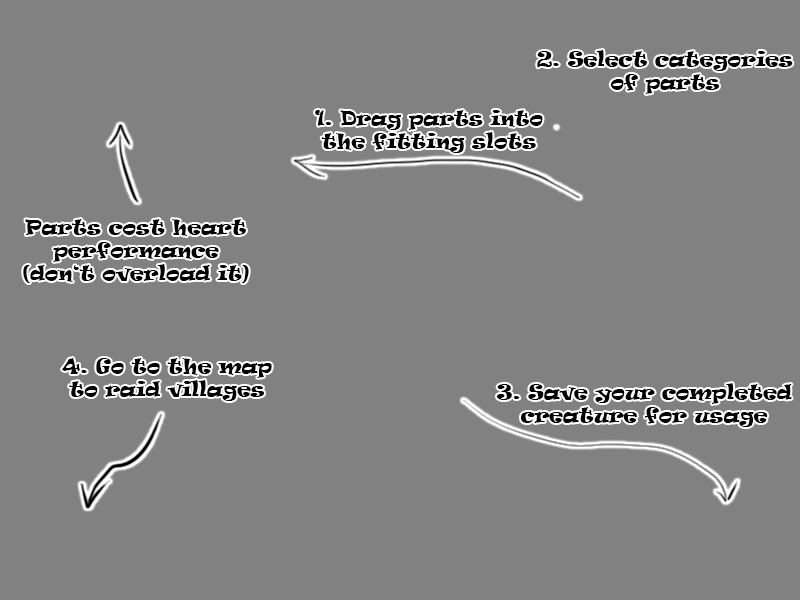 2. Select categories
of parts
1. Drag parts into
the fitting slots
Parts cost heart
performance
(don't overload it)
4. Go to the map
to raid villages
3. Save your completed
creature for usage